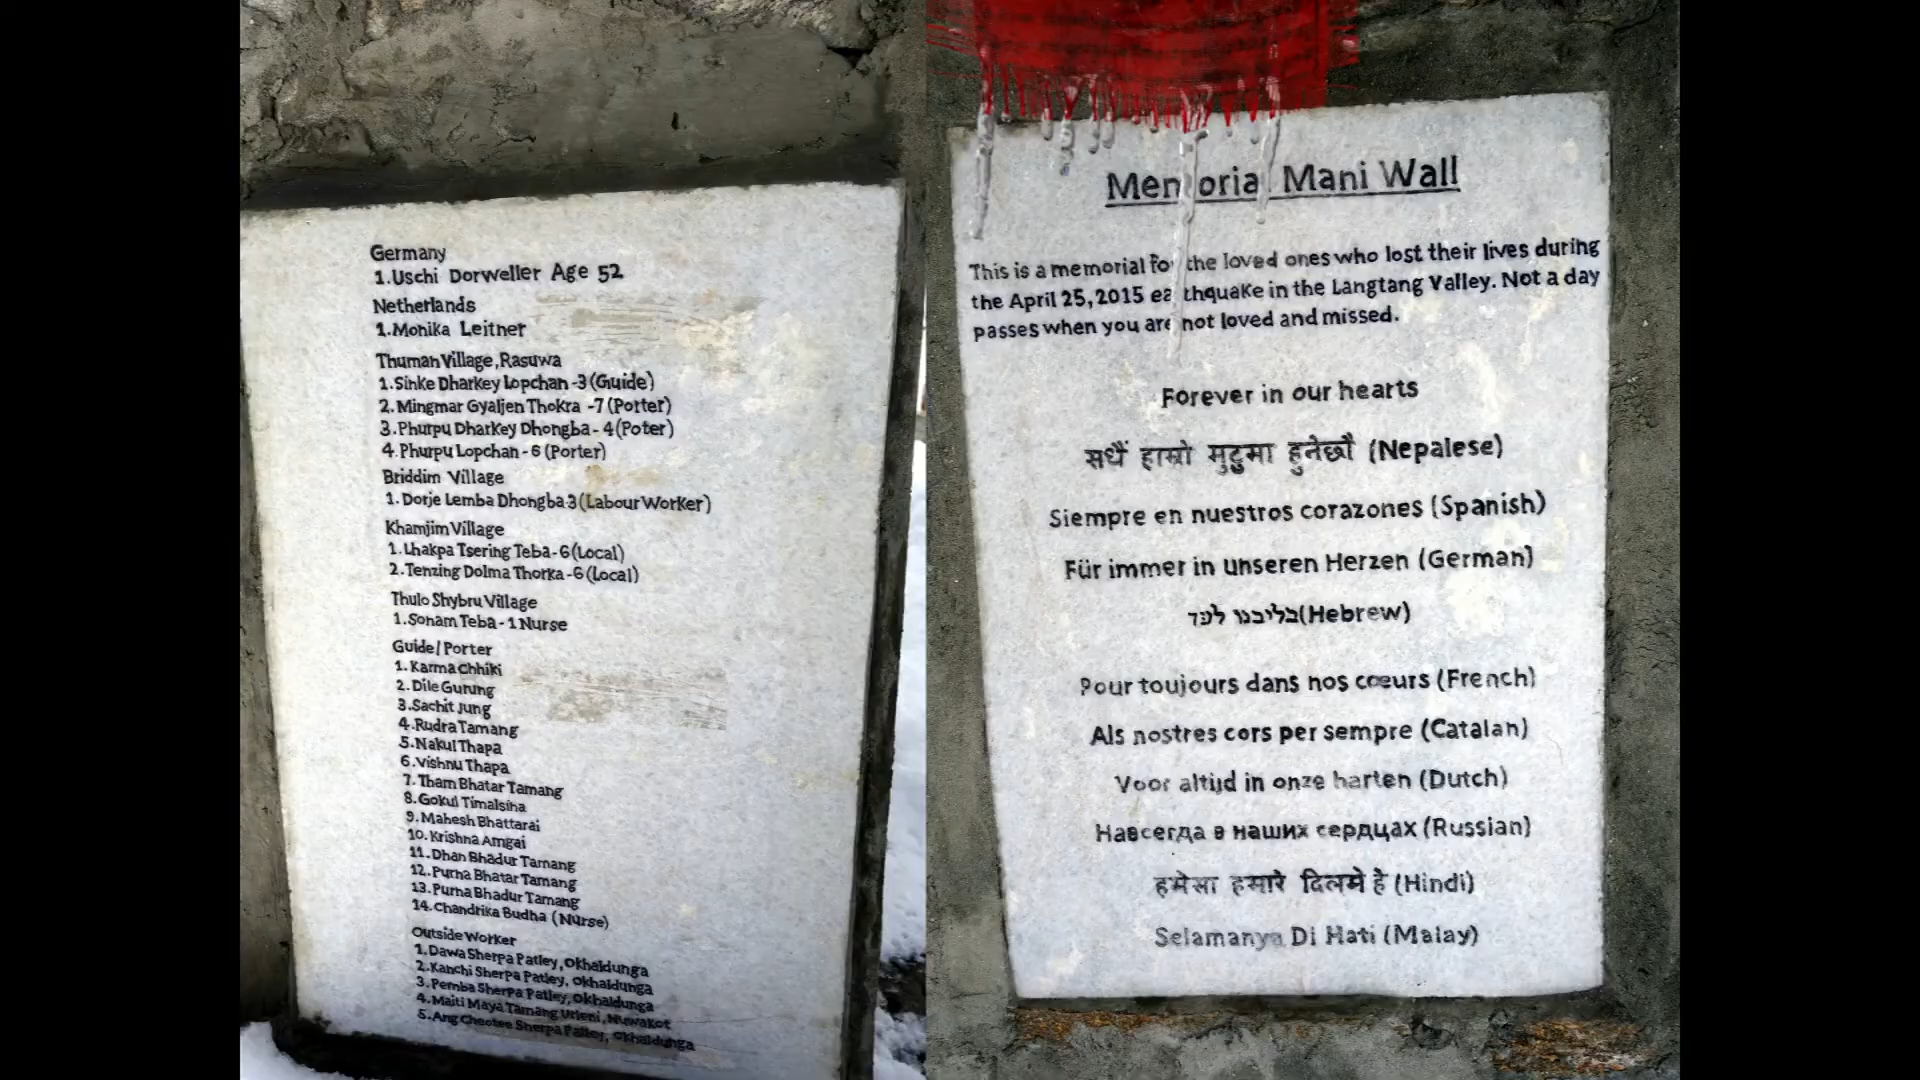 Germany
1.Uschi Dorweller Age 52
Netherlands
1.Monika Leitner
Thuman Village,Rasuwa
1.Sinke Dharkey Lopchan -3(Guide)
2.Mingmar Gyaljen Thokra -7(Porter)
3.Phurpu Dharkey Dhongba-4(Poter)
4.Phurpu Lopchan-6(Porter)
Briddim Village
1.Dorje Lemba Dhongba-3(Labour Worker)
Khamjim Village
1.Lhakpa Tsering Teba-6(Local)
2.Tenzing Dolma Thorka-6(Local)
Thulo Shybru Village
1.Sonam Teba-1 Nurse
Guide/Porter
1.Karma Chhiki
2.Dile Gurung
3.Sachit Jung
4.Rudra Tamang
5.Nakul Thapa
6.Vishnu Thapa
7.Tham Bhatar Tamang
8.Gokul Timalsiha
9.Mahesh Bhattarai
10.Krishna Amgai
11.Dhan Bhadur Tamang
12.Purna Bhatar Tamang
13.Purna Bhadur Tamang
14.Chandrika Budha (Nurse)
Outside Worker
1.Dawa Sherpa Patley,Okhaldunga
2.Kanchi Sherpa Patley, Okhaldunga
3.Pemba Sherpa Patley,Okhaldunga
4.Maiti Maya Tamang Urleni,Nuwakot
5.Ang Cheotee Sherpa Patley, Okhaldunga
Memorial Mani Wall
This is a memorial for the loved ones who lost their lives during
the April 25,2015 earthquake in the Langtang Valley. Not a day
passes when you are not loved and missed.
Forever in our hearts
सधैं हाम्रो मुटुमा हुनेछौ (Nepalese)
Siempre en nuestros corazones (Spanish)
Für immer in unseren Herzen (German)
בליבנו לעד(Hebrew)
Pour toujours dans nos cœurs (French)
Als nostres cors per sempre (Catalan)
Voor altijd in onze harten (Dutch)
Навсегда в наших сердцах (Russian)
हमेसा हमारे दिलमे हे (Hindi)
Selamanya Di Hati (Malay)